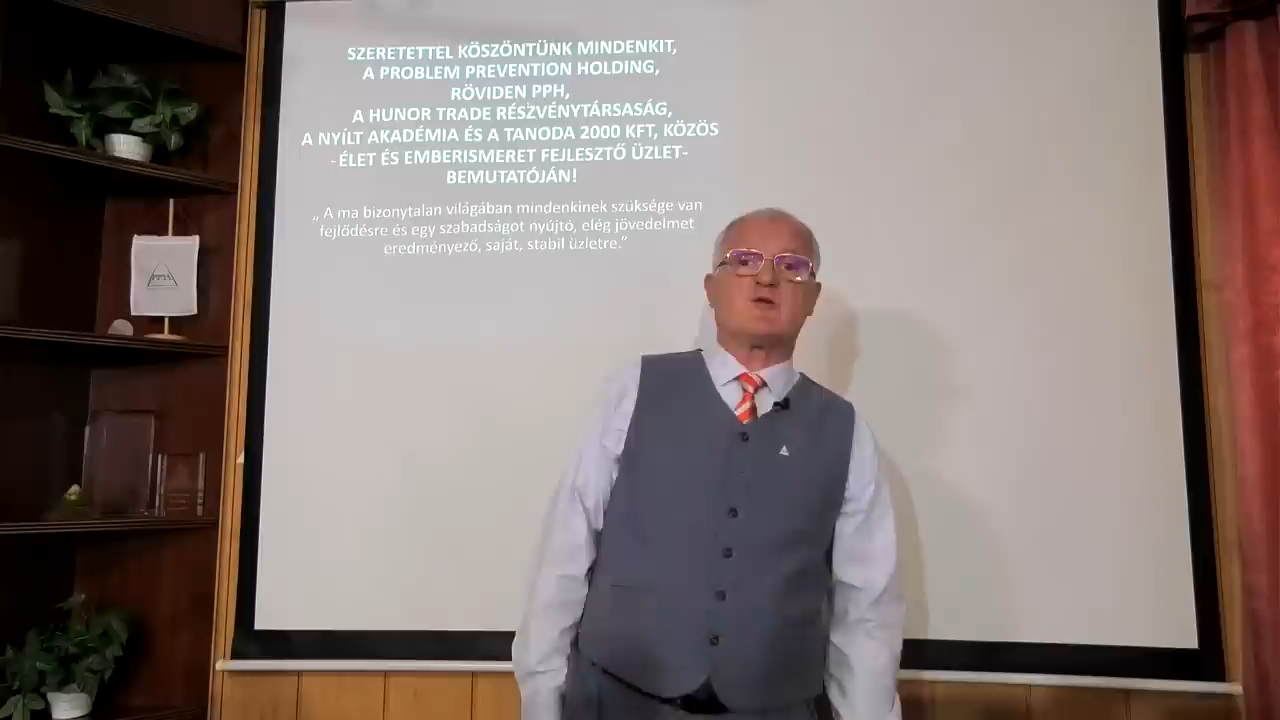 SZERETETTEL KÖSZÖNTÜNK MINDENKIT,
A PROBLEM PREVENTION HOLDING,
RÖVIDEN PPH,
A HUNOR TRADE RÉSZVÉNYTÁRSASÁG,
A NYÍLT AKADÉMIA ÉS A TANODA 2000 KFT, KÖZÖS
- ÉLET ÉS EMBERISMERET FEJLESZTŐ ÜZLET-
BEMUTATÓJÁN!
„ A ma bizonytalan világában mindenkinek szüksége van
fejlődésre és egy szabadságot nyújtó, elég jövedelmet
eredményező, saját, stabil üzletre.”